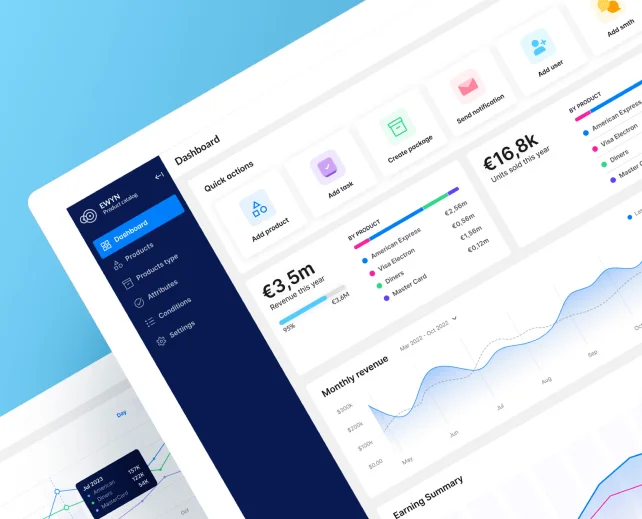 Dashboard
Quick actions
Add product
Add task
Create package
Send notification
Add user
Add smth
EWYN
Product catalog
Dashboard
Products
Products type
Attributes
Conditions
Settings
€3,5m
Revenue this year
95%
€3,6M
BY PRODUCT
American Express
€2,56m
Visa Electron
€0,56m
Diners
€1,56m
Master Card
€0,12m
€16,8k
Units sold this year
BY PRODUCT
American Express
Visa Electron
Diners
Master
Monthly revenue
Mar 2022 - Oct 2022
$300k
$200k
$100k
$0,00
May
Jun
Jul
Aug
Sep
Earning Summary
Day
Jul 2023
American
157K
Diners
122K
MasterCard
54K
Oct